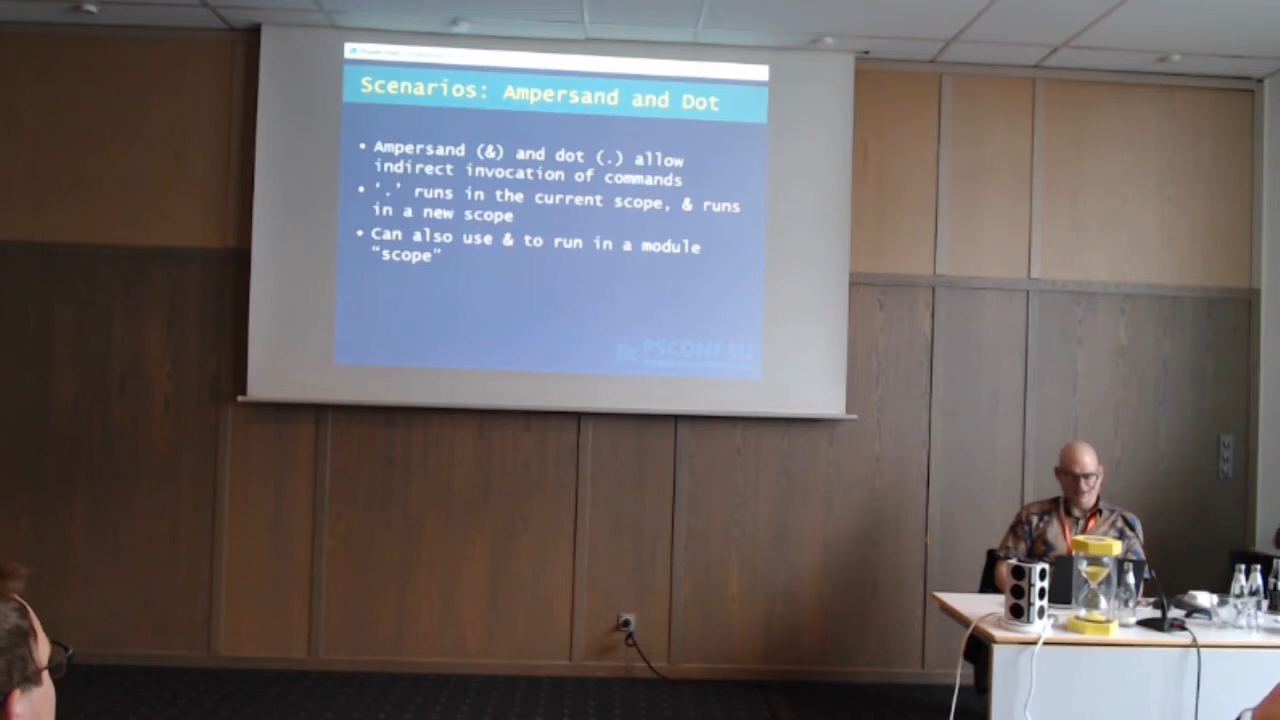 Scenarios: Ampersand and Dot
• Ampersand (&) and dot (.) allow
indirect invocation of commands
• ‘.’ runs in the current scope, & runs
in a new scope
• Can also use & to run in a module
“scope”
PSCONF.EU